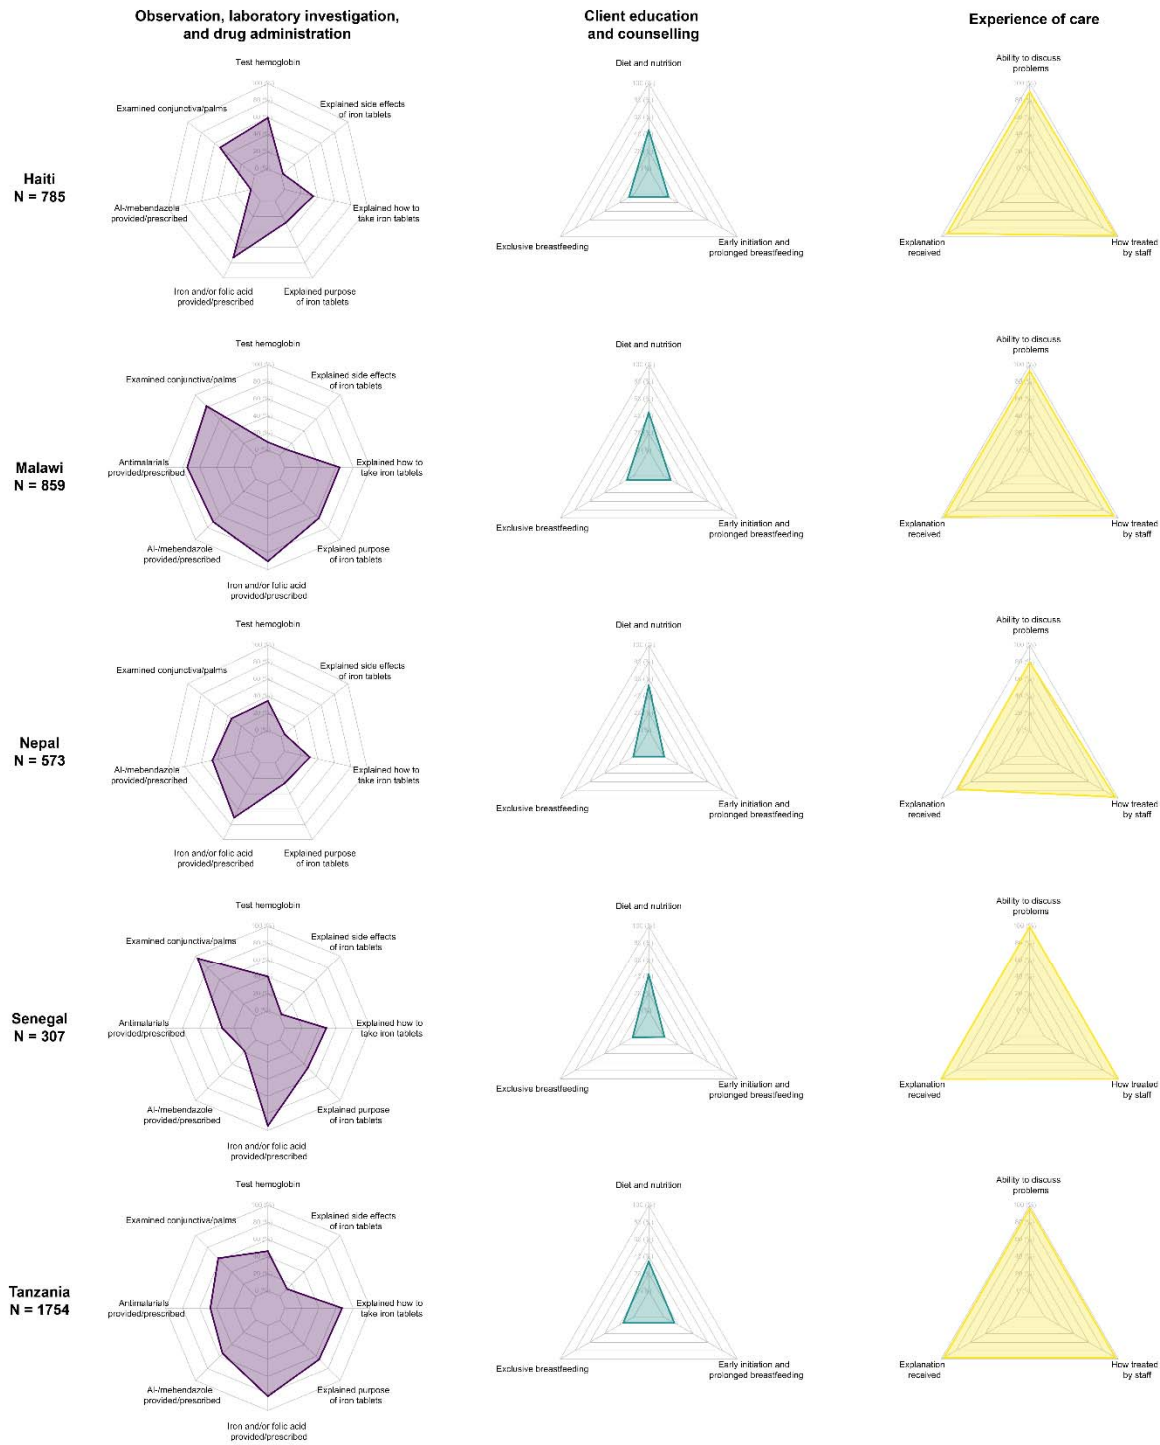 Observation, laboratory investigation,
and drug administration
Client education
and counselling
Experience of care
Haiti
N = 785
Test hemoglobin
Explained side effects
of iron tablets
Explained how to
take iron tablets
Explained purpose
of iron tablets
Iron and/or folic acid
provided/prescribed
Al-/mebendazole
provided/prescribed
Examined conjunctiva/palms
Diet and nutrition
Early initiation and
prolonged breastfeeding
Exclusive breastfeeding
Ability to discuss
problems
How treated
by staff
Explanation
received
Malawi
N = 859
Test hemoglobin
Explained side effects
of iron tablets
Explained how to
take iron tablets
Explained purpose
of iron tablets
Iron and/or folic acid
provided/prescribed
Al-/mebendazole
provided/prescribed
Antimalarials
provided/prescribed
Examined conjunctiva/palms
Diet and nutrition
Early initiation and
prolonged breastfeeding
Exclusive breastfeeding
Ability to discuss
problems
How treated
by staff
Explanation
received
Nepal
N = 573
Test hemoglobin
Explained side effects
of iron tablets
Explained how to
take iron tablets
Explained purpose
of iron tablets
Iron and/or folic acid
provided/prescribed
Al-/mebendazole
provided/prescribed
Examined conjunctiva/palms
Diet and nutrition
Early initiation and
prolonged breastfeeding
Exclusive breastfeeding
Ability to discuss
problems
How treated
by staff
Explanation
received
Senegal
N = 307
Test hemoglobin
Explained side effects
of iron tablets
Explained how to
take iron tablets
Explained purpose
of iron tablets
Iron and/or folic acid
provided/prescribed
Al-/mebendazole
provided/prescribed
Antimalarials
provided/prescribed
Examined conjunctiva/palms
Diet and nutrition
Early initiation and
prolonged breastfeeding
Exclusive breastfeeding
Ability to discuss
problems
How treated
by staff
Explanation
received
Tanzania
N = 1754
Test hemoglobin
Explained side effects
of iron tablets
Explained how to
take iron tablets
Explained purpose
of iron tablets
Iron and/or folic acid
provided/prescribed
Al-/mebendazole
provided/prescribed
Antimalarials
provided/prescribed
Examined conjunctiva/palms
Diet and nutrition
Early initiation and
prolonged breastfeeding
Exclusive breastfeeding
Ability to discuss
problems
How treated
by staff
Explanation
received